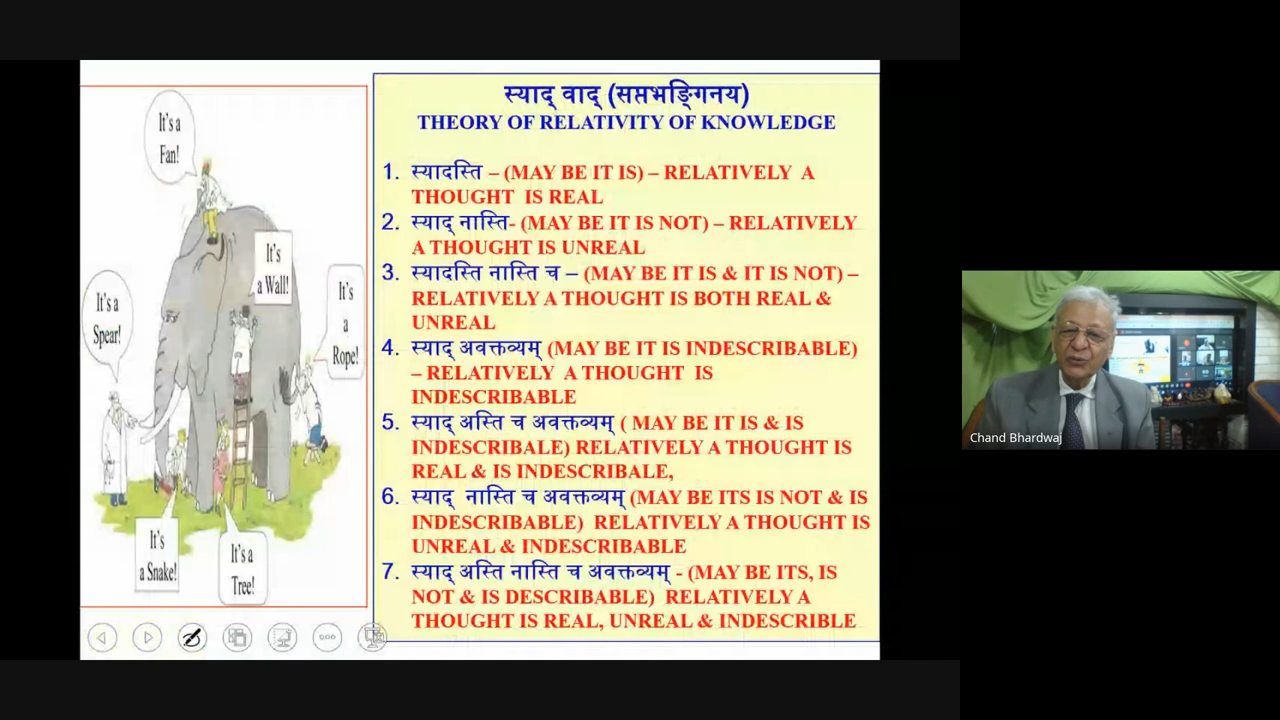 It's a
Fan!
It's
a Wall!
It's a
Spear!
It's
a
Rope!
It's
a Snake!
It's a
Tree!
स्याद् वाद् (सप्तभङ्गिनय)
THEORY OF RELATIVITY OF KNOWLEDGE
1. स्यादस्ति – (MAY BE IT IS) – RELATIVELY A
THOUGHT IS REAL
2. स्याद् नास्ति- (MAY BE IT IS NOT) – RELATIVELY
A THOUGHT IS UNREAL
3. स्यादस्ति नास्ति च – (MAY BE IT IS & IT IS NOT) –
RELATIVELY A THOUGHT IS BOTH REAL &
UNREAL
4. स्याद् अवक्तव्यम् (MAY BE IT IS INDESCRIBABLE)
– RELATIVELY A THOUGHT IS
INDESCRIBABLE
5. स्याद् अस्ति च अवक्तव्यम् ( MAY BE IT IS & IS
INDESCRIBALE) RELATIVELY A THOUGHT IS
REAL & IS INDESCRIBALE,
6. स्याद् नास्ति च अवक्तव्यम् (MAY BE ITS IS NOT & IS
INDESCRIBABLE) RELATIVELY A THOUGHT IS
UNREAL & INDESCRIBABLE
7. स्याद् अस्ति नास्ति च अवक्तव्यम् - (MAY BE ITS, IS
NOT & IS DESCRIBABLE) RELATIVELY A
THOUGHT IS REAL, UNREAL & INDESCRIBLE
Chand Bhardwaj